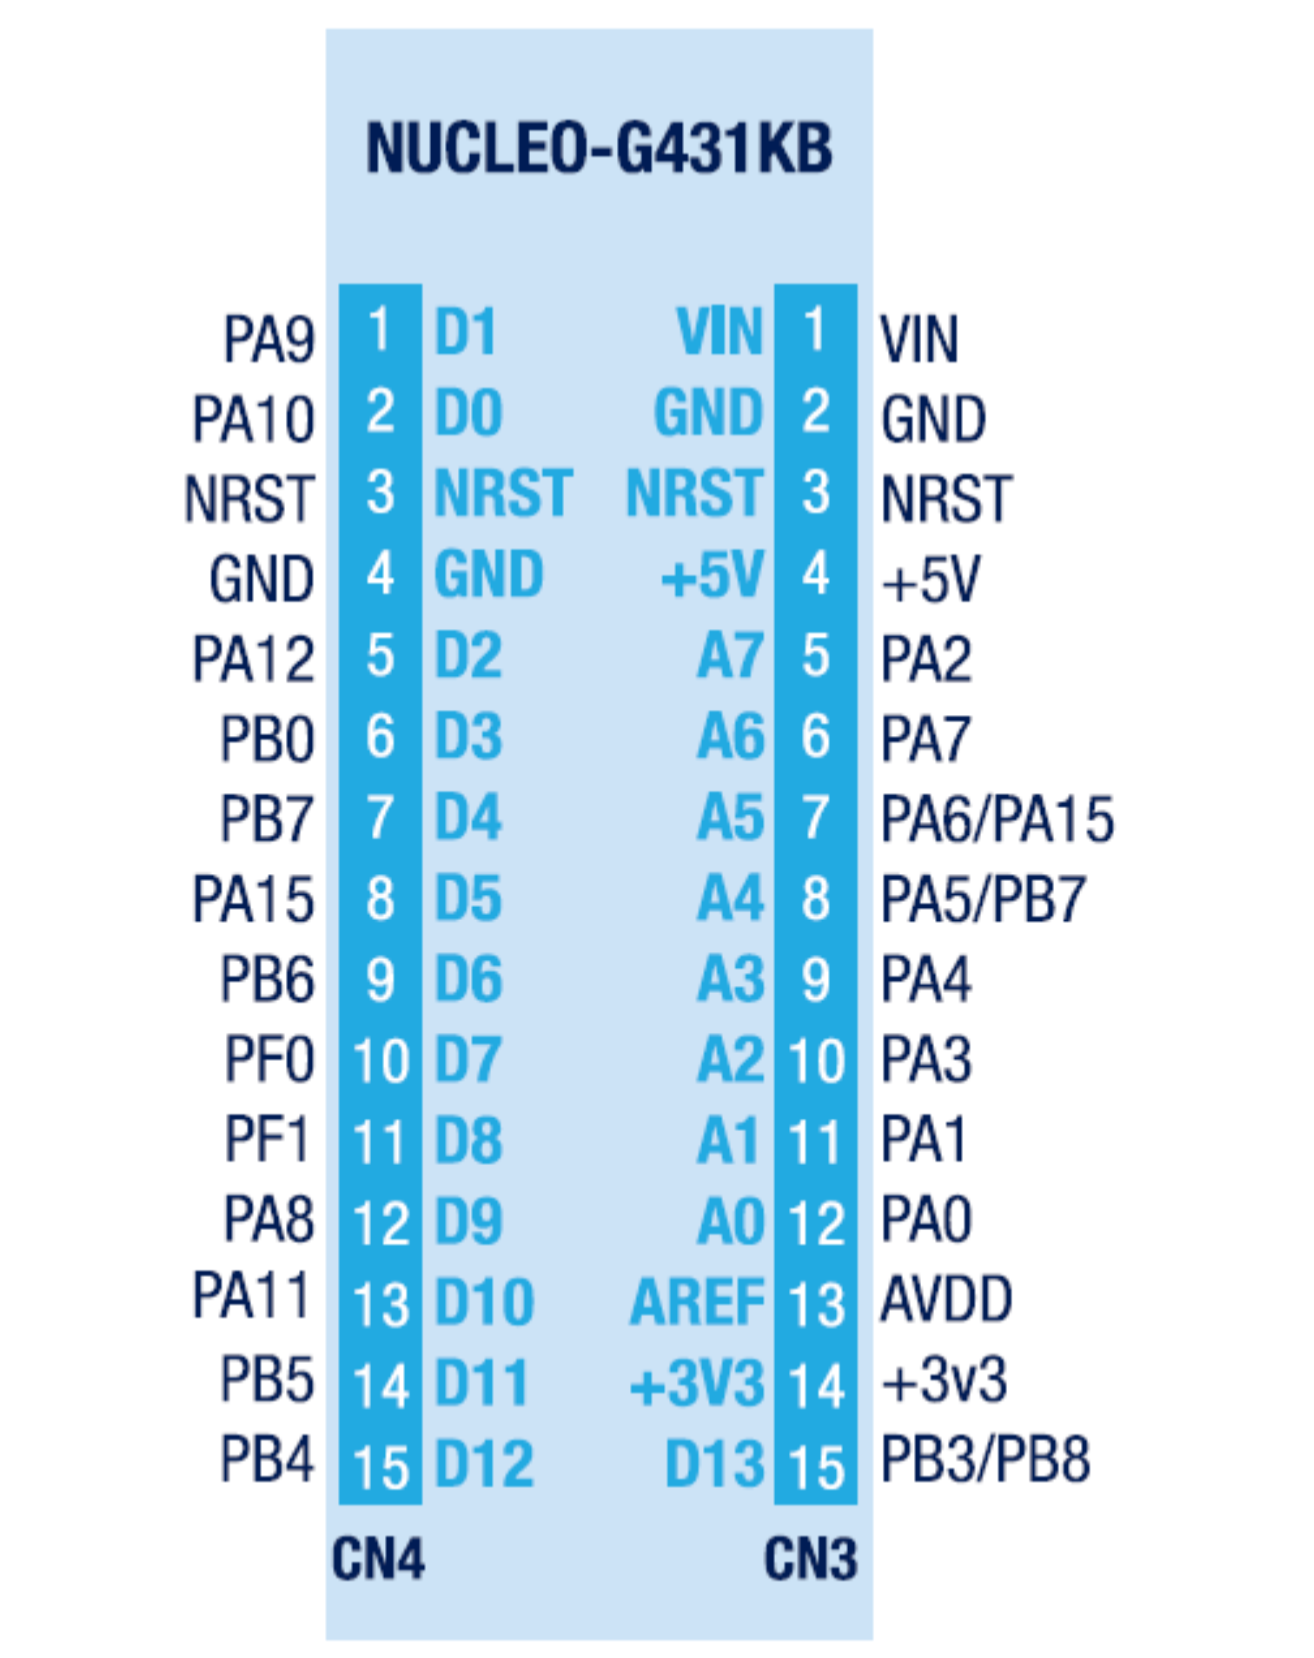 NUCLEO-G431KB
PA9 1 D1 VIN 1 VIN
PA10 2 D0 GND 2 GND
NRST 3 NRST NRST 3 NRST
GND 4 GND +5V 4 +5V
PA12 5 D2 A7 5 PA2
PB0 6 D3 A6 6 PA7
PB7 7 D4 A5 7 PA6/PA15
PA15 8 D5 A4 8 PA5/PB7
PB6 9 D6 A3 9 PA4
PF0 10 D7 A2 10 PA3
PF1 11 D8 A1 11 PA1
PA8 12 D9 A0 12 PA0
PA11 13 D10 AREF 13 AVDD
PB5 14 D11 +3V3 14 +3v3
PB4 15 D12 D13 15 PB3/PB8
CN4 CN3